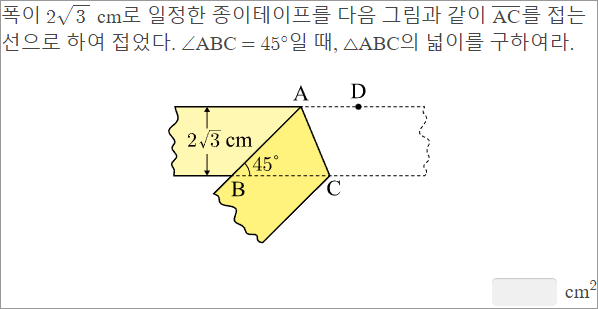 폭이 2√3 cm로 일정한 종이테이프를 다음 그림과 같이 A̅C̅를 접는
선으로 하여 접었다. ∠ABC = 45°일 때, △ABC의 넓이를 구하여라.
A D
2√3 cm
45°
B C
cm²